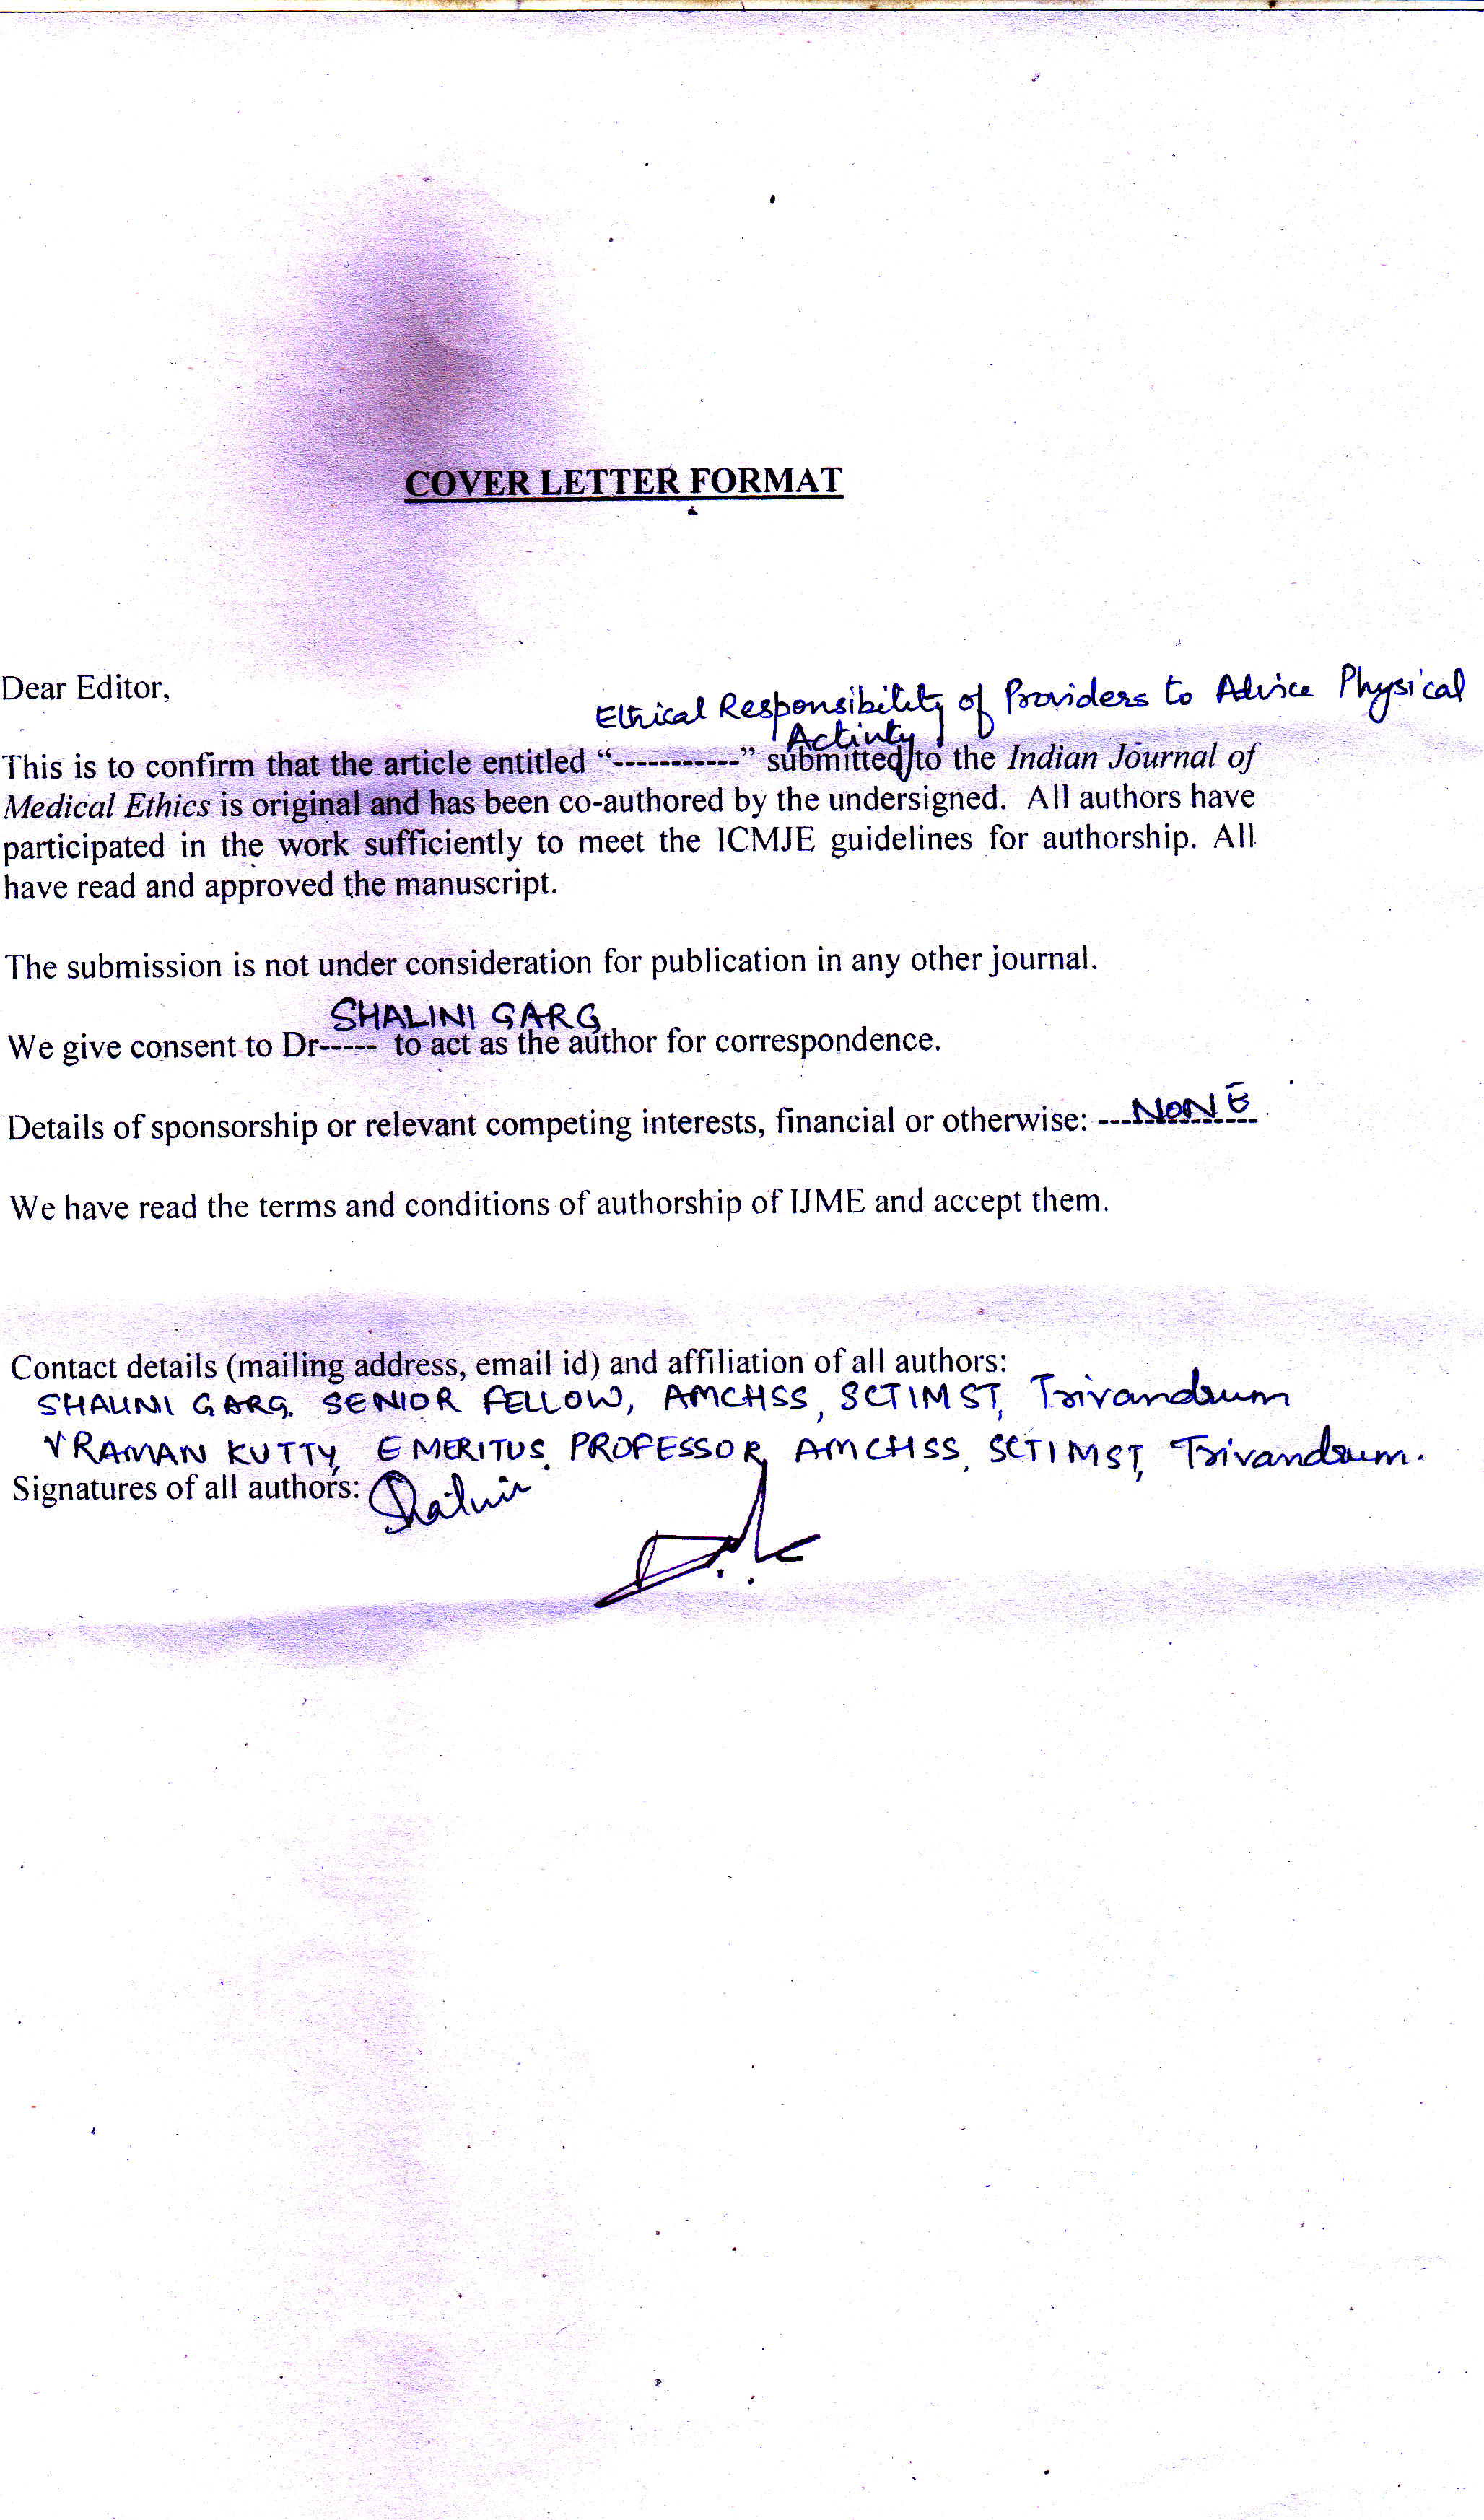 COVER LETTER FORMAT
Dear Editor,
Ethical Responsibility of Providers to Advice Physical
Activity
This is to confirm that the article entitled “-----------” submitted to the Indian Journal of
Medical Ethics is original and has been co-authored by the undersigned. All authors have
participated in the work sufficiently to meet the ICMJE guidelines for authorship. All
have read and approved the manuscript.
The submission is not under consideration for publication in any other journal.
SHALINI GARG
We give consent to Dr----- to act as the author for correspondence.
Details of sponsorship or relevant competing interests, financial or otherwise: ---NONE---
We have read the terms and conditions of authorship of IJME and accept them.
Contact details (mailing address, email id) and affiliation of all authors:
SHALINI GARG. SENIOR FELLOW, AMCHSS, SCTIMST, Trivandrum
V RAMAN KUTTY, EMERITUS PROFESSOR, AMCHSS, SCTIMST, Trivandrum.
Signatures of all authors: Shalini